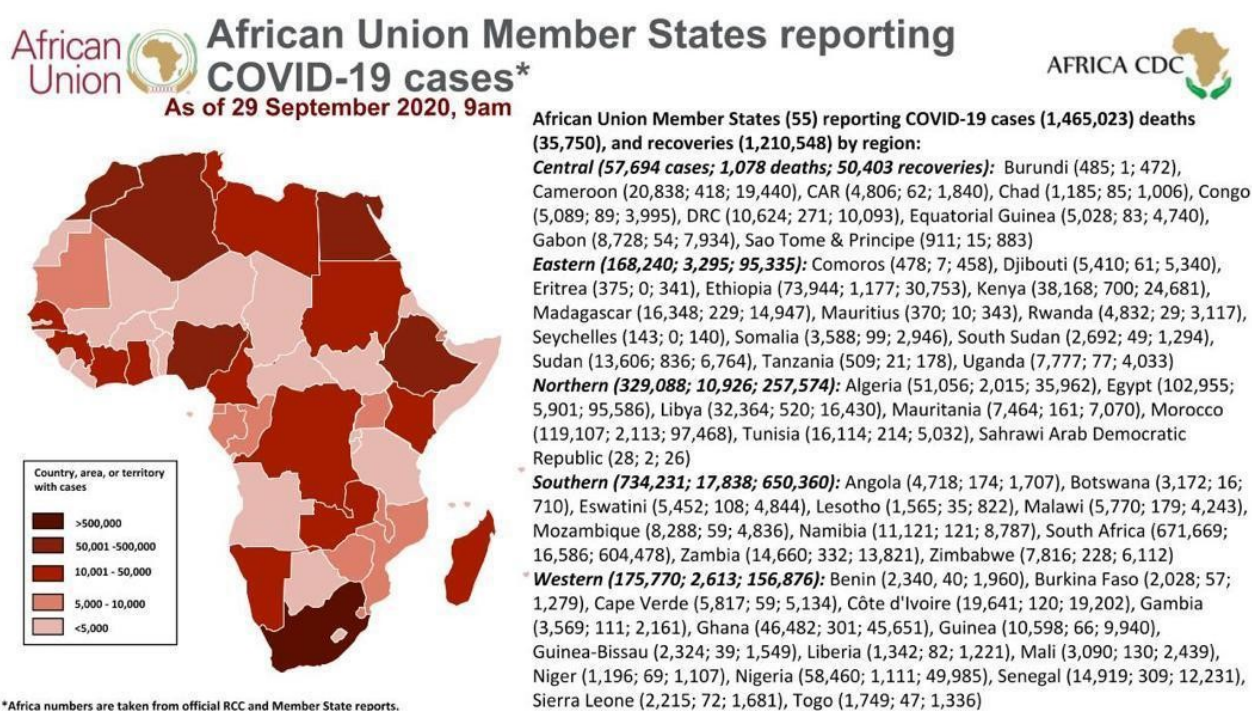 African
Union
African Union Member States reporting
COVID-19 cases*
As of 29 September 2020, 9am
AFRICA CDC
African Union Member States (55) reporting COVID-19 cases (1,465,023) deaths
(35,750), and recoveries (1,210,548) by region:
Central (57,694 cases; 1,078 deaths; 50,403 recoveries): Burundi (485; 1; 472),
Cameroon (20,838; 418; 19,440), CAR (4,806; 62; 1,840), Chad (1,185; 85; 1,006), Congo
(5,089; 89; 3,995), DRC (10,624; 271; 10,093), Equatorial Guinea (5,028; 83; 4,740),
Gabon (8,728; 54; 7,934), Sao Tome & Principe (911; 15; 883)
Eastern (168,240; 3,295; 95,335): Comoros (478; 7; 458), Djibouti (5,410; 61; 5,340),
Eritrea (375; 0; 341), Ethiopia (73,944; 1,177; 30,753), Kenya (38,168; 700; 24,681),
Madagascar (16,348; 229; 14,947), Mauritius (370; 10; 343), Rwanda (4,832; 29; 3,117),
Seychelles (143; 0; 140), Somalia (3,588; 99; 2,946), South Sudan (2,692; 49; 1,294),
Sudan (13,606; 836; 6,764), Tanzania (509; 21; 178), Uganda (7,777; 77; 4,033)
Northern (329,088; 10,926; 257,574): Algeria (51,056; 2,015; 35,962), Egypt (102,955;
5,901; 95,586), Libya (32,364; 520; 16,430), Mauritania (7,464; 161; 7,070), Morocco
(119,107; 2,113; 97,468), Tunisia (16,114; 214; 5,032), Sahrawi Arab Democratic
Republic (28; 2; 26)
Southern (734,231; 17,838; 650,360): Angola (4,718; 174; 1,707), Botswana (3,172; 16;
710), Eswatini (5,452; 108; 4,844), Lesotho (1,565; 35; 822), Malawi (5,770; 179; 4,243),
Mozambique (8,288; 59; 4,836), Namibia (11,121; 121; 8,787), South Africa (671,669;
16,586; 604,478), Zambia (14,660; 332; 13,821), Zimbabwe (7,816; 228; 6,112)
Western (175,770; 2,613; 156,876): Benin (2,340, 40; 1,960), Burkina Faso (2,028; 57;
1,279), Cape Verde (5,817; 59; 5,134), Côte d'Ivoire (19,641; 120; 19,202), Gambia
(3,569; 111; 2,161), Ghana (46,482; 301; 45,651), Guinea (10,598; 66; 9,940),
Guinea-Bissau (2,324; 39; 1,549), Liberia (1,342; 82; 1,221), Mali (3,090; 130; 2,439),
Niger (1,196; 69; 1,107), Nigeria (58,460; 1,111; 49,985), Senegal (14,919; 309; 12,231),
Sierra Leone (2,215; 72; 1,681), Togo (1,749; 47; 1,336)
Country, area, or territory
with cases
>500,000
50,001 -500,000
10,001 - 50,000
5,000 - 10,000
<5,000
*Africa numbers are taken from official RCC and Member State reports.